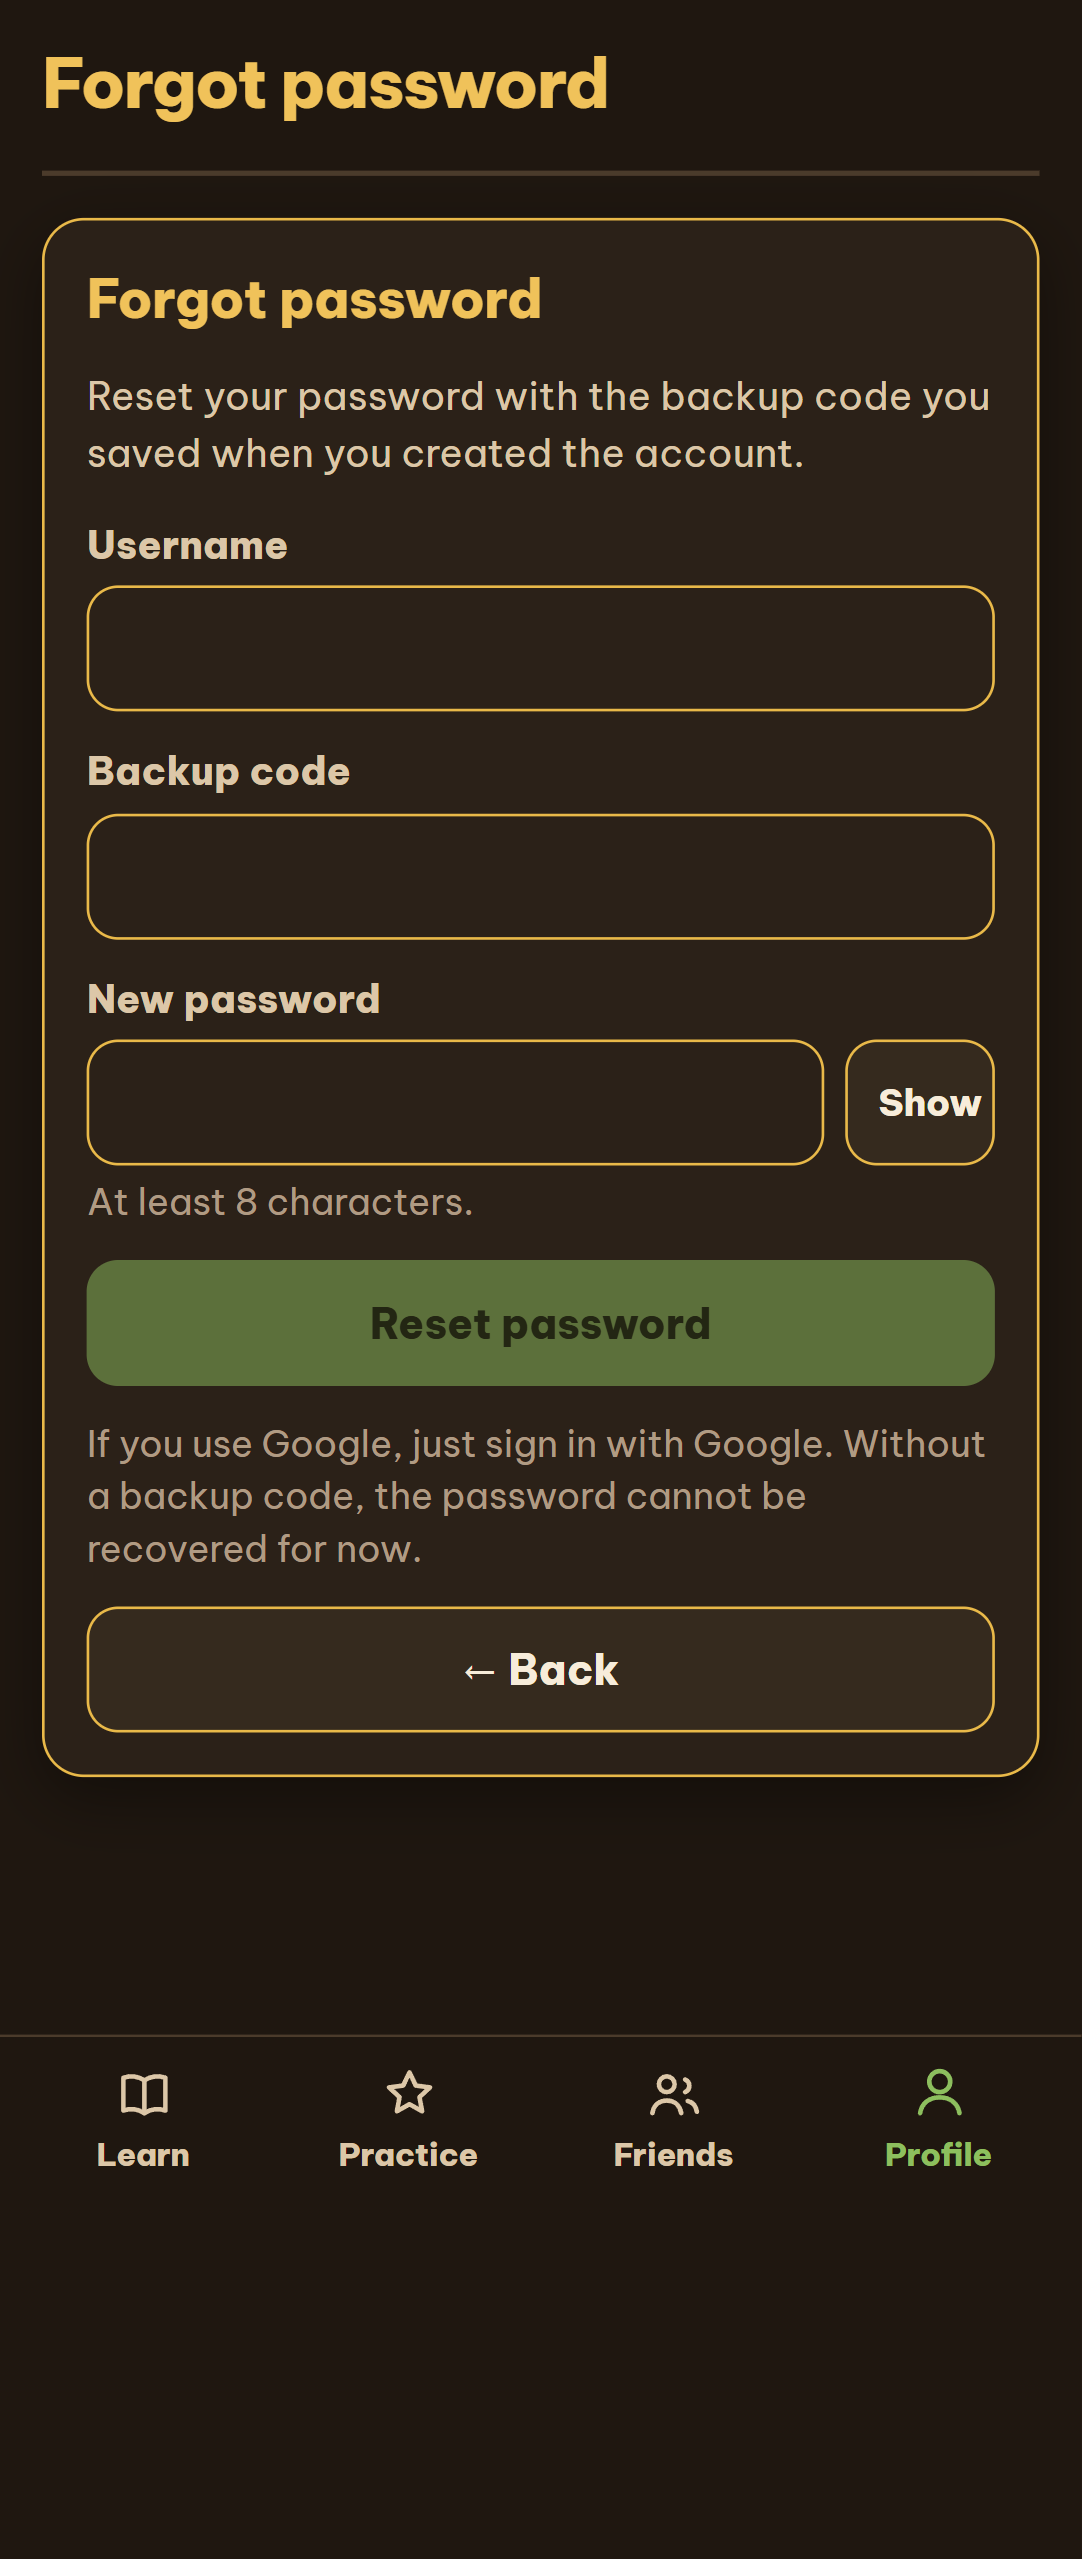 Forgot password
Forgot password
Reset your password with the backup code you
saved when you created the account.
Username
Backup code
New password
Show
At least 8 characters.
Reset password
If you use Google, just sign in with Google. Without
a backup code, the password cannot be
recovered for now.
← Back
Learn
Practice
Friends
Profile